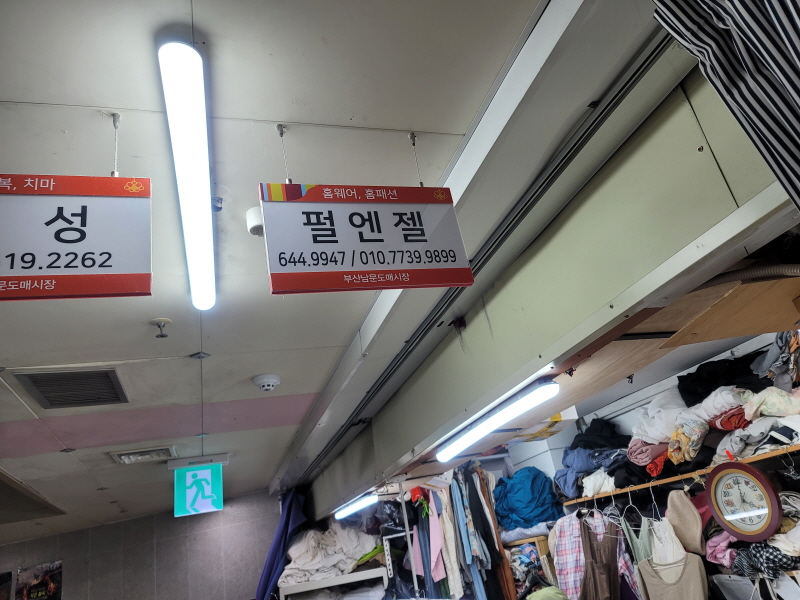 복, 치마
성
19.2262
문도매시장
홈웨어, 홈패션
펄엔젤
644.9947 / 010.7739.9899
부산남문도매시장